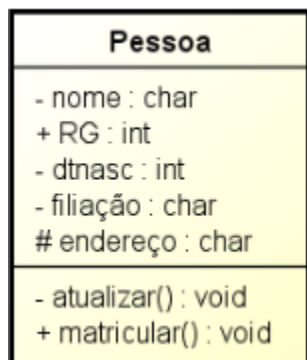 Pessoa
- nome : char
+ RG : int
- dtnasc : int
- filiação : char
# endereço : char
- atualizar() : void
+ matricular() : void